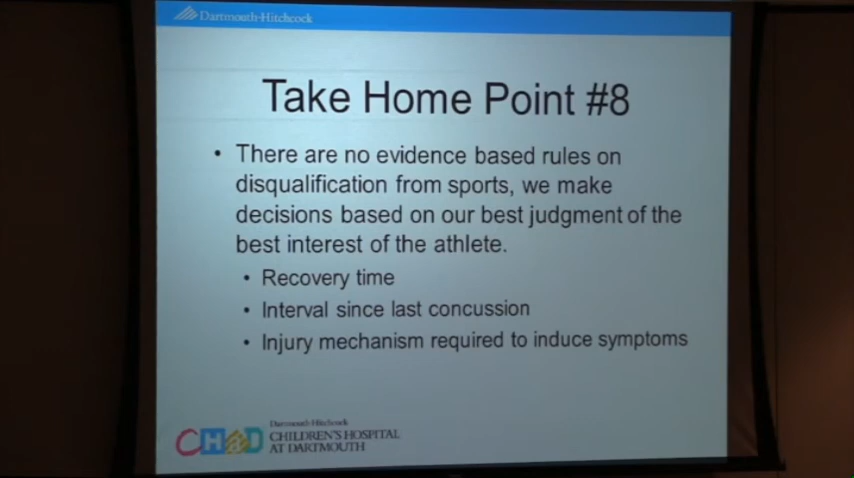 Dartmouth-Hitchcock
Take Home Point #8
• There are no evidence based rules on
disqualification from sports, we make
decisions based on our best judgment of the
best interest of the athlete.
• Recovery time
• Interval since last concussion
• Injury mechanism required to induce symptoms
Dartmouth-Hitchcock
CHaD
CHILDREN'S HOSPITAL
AT DARTMOUTH